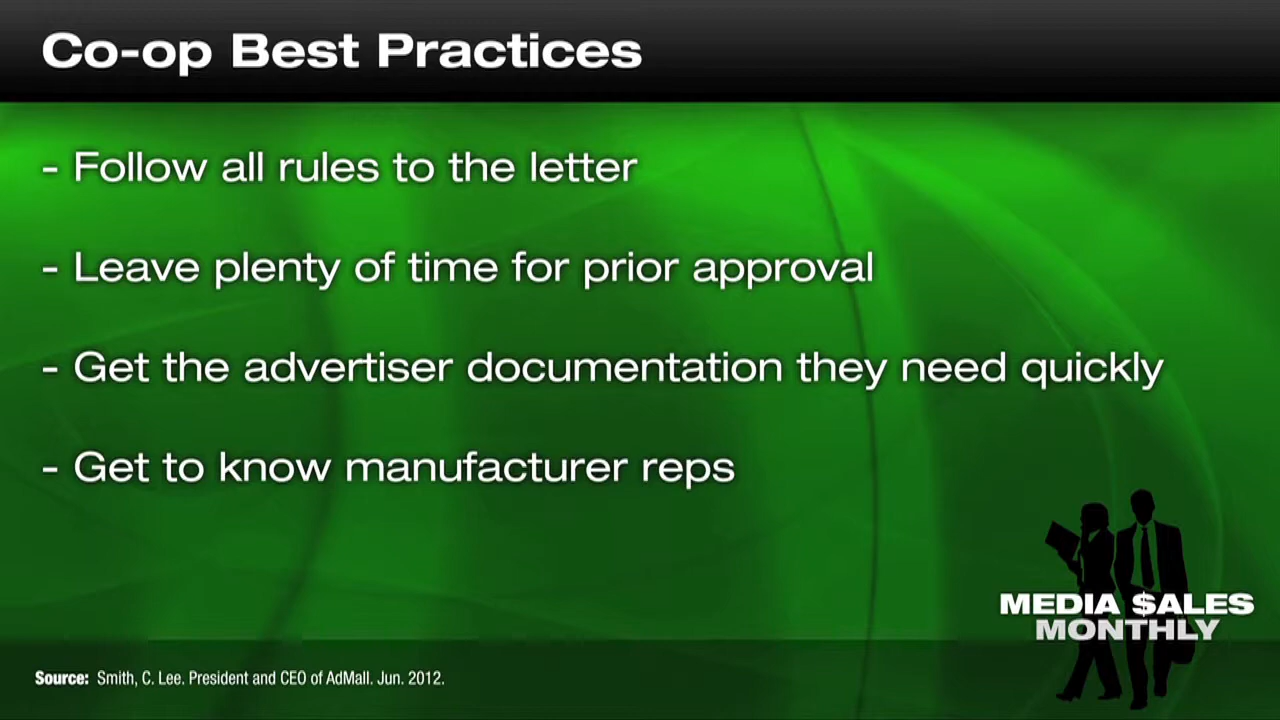 Co-op Best Practices
- Follow all rules to the letter
- Leave plenty of time for prior approval
- Get the advertiser documentation they need quickly
- Get to know manufacturer reps
MEDIA $ALES
MONTHLY
Source: Smith, C. Lee. President and CEO of AdMall. Jun. 2012.